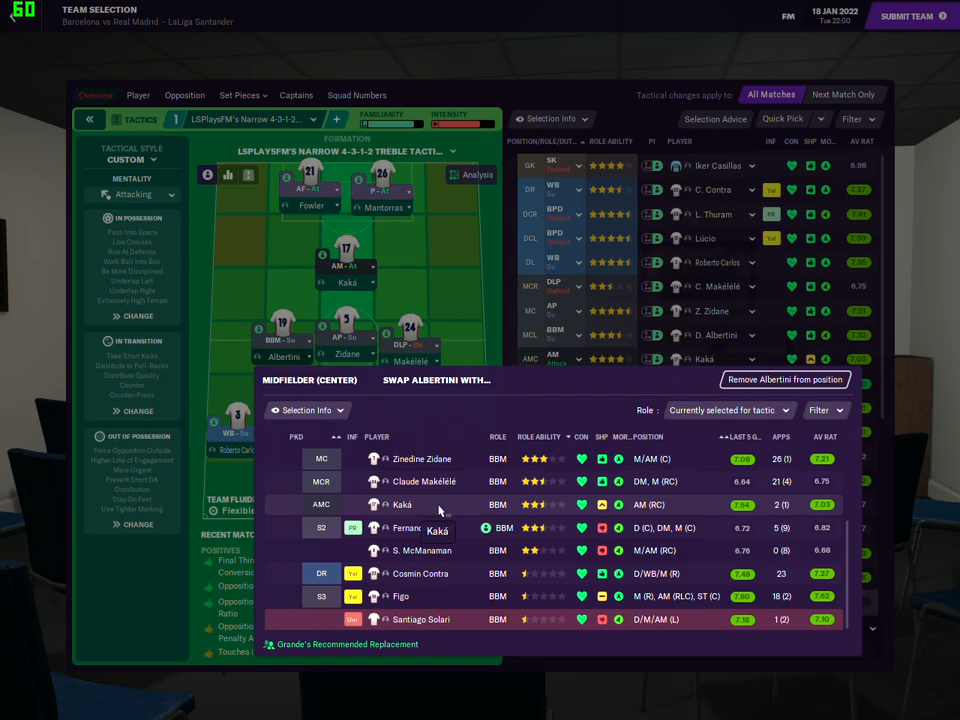 60
TEAM SELECTION
Barcelona vs Real Madrid - LaLiga Santander
FM
18 JAN 2022
Tue 22:00
SUBMIT TEAM
Overview Player Opposition Set Pieces Captains Squad Numbers
Tactical changes apply to: All Matches Next Match Only
TACTICS 1 LSPlaysFM's Narrow 4-3-1-2... +
FAMILIARITY INTENSITY
Selection Info Selection Advice Quick Pick Filter
TACTICAL STYLE
CUSTOM
MENTALITY
Attacking
IN POSSESSION
Pass Into Space
Low Crosses
Run At Defence
Work Ball Into Box
Be More Disciplined
Underlap Left
Underlap Right
Extremely High Tempo
CHANGE
IN TRANSITION
Take Short Kicks
Distribute to Full-Backs
Distribute Quickly
Counter
Counter-Press
CHANGE
OUT OF POSSESSION
Force Opposition Outside
Higher Line of Engagement
More Urgent
Prevent Short GK
Distribution
Stay On Feet
Use Tighter Marking
CHANGE
FORMATION
LSPLAYSFM'S NARROW 4-3-1-2 TREBLE TACTI...
Analysis
21
AF - At
Fowler
26
P - At
Mantorras
17
AM - At
Kaká
19
BBM - Su
Albertini
5
AP - Su
Zidane
24
DLP - De
Makélélé
3
WB - Su
Roberto Carlos
TEAM FLUID
Flexible
RECENT MATC
POSITIVES
Final Thir
Conversio
Oppositio
Oppositio
Ratio
Oppositio
Penalty A
Touches i
POSITION/ROLE/DUT... ROLE ABILITY PI PLAYER INF CON SHP MO... AV RAT
GK SK Defend Iker Casillas 6.98
DR WB Su C. Contra Yel 7.27
DCR BPD Defend L. Thuram PR 7.41
DCL BPD Defend Lúcio Yel 7.30
DL WB Su Roberto Carlos
MCR DLP Defend C. Makélélé 6.75
MC AP Su Z. Zidane 7.21
MCL BBM Su D. Albertini 7.32
AMC AM Attack Kaká 7.03
MIDFIELDER (CENTER) SWAP ALBERTINI WITH... Remove Albertini from position
Selection Info Role : Currently selected for tactic Filter
PKD INF PLAYER ROLE ROLE ABILITY CON SHP MOR... POSITION LAST 5 G... APPS AV RAT
MC Zinedine Zidane BBM M/AM (C) 7.08 26 (1) 7.21
MCR Claude Makélélé BBM DM, M (RC) 6.64 21 (4) 6.75
AMC Kaká BBM AM (RC) 7.54 2 (1) 7.03
S2 PR Fernanc BBM D (C), DM, M (C) 6.72 5 (9) 6.82
Kaká
S. McManaman BBM M/AM (RC) 6.76 0 (8) 6.68
DR Yel Cosmin Contra BBM D/WB/M (R) 7.48 23 7.27
S3 Yel Figo BBM M (R), AM (RLC), ST (C) 7.80 18 (2) 7.62
Unr Santiago Solari BBM D/M/AM (L) 7.18 1 (2) 7.10
Grande's Recommended Replacement